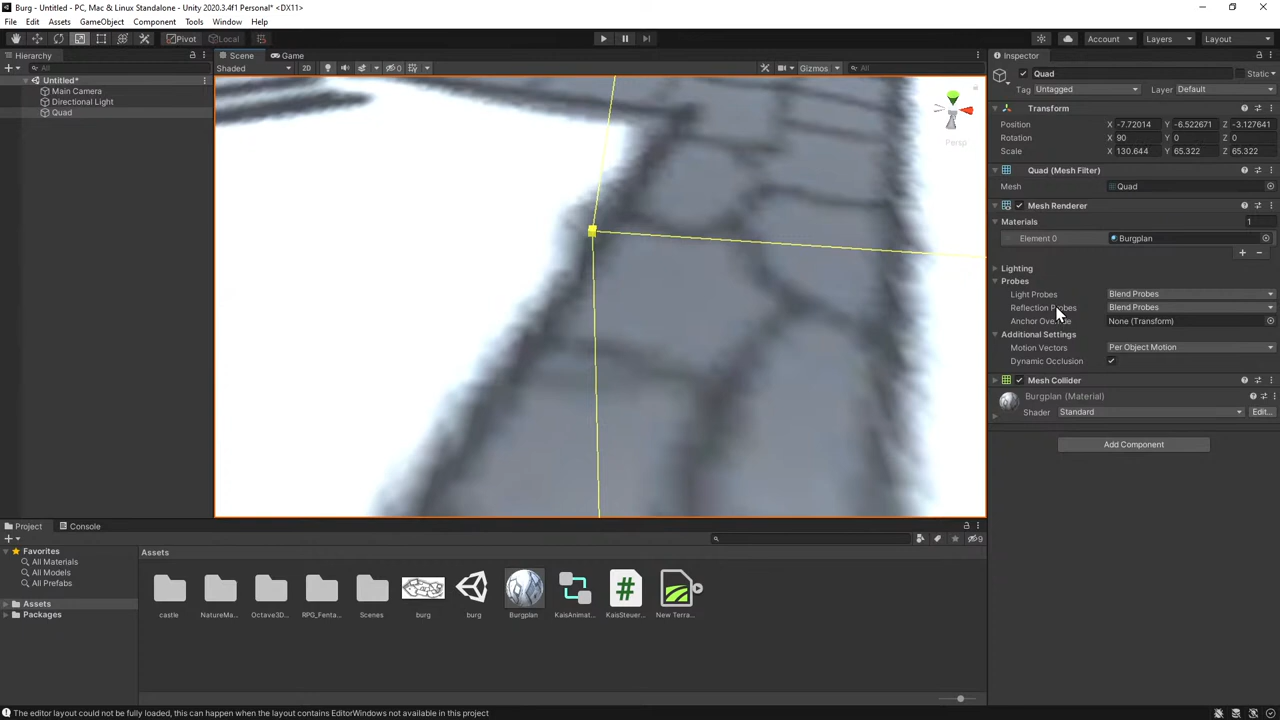 Burg - Untitled - PC, Mac & Linux Standalone - Unity 2020.3.4f1 Personal* <DX11>
File Edit Assets GameObject Component Tools Window Help
Pivot Local Account Layers Layout
Hierarchy Scene Game Inspector
All Shaded 2D 0 Gizmos All Quad Static
Untitled* Tag Untagged Layer Default
Main Camera
Directional Light Transform
Quad
Position X -7.72014 Y -6.522671 Z -3.127641
Rotation X 90 Y 0 Z 0
Persp
Scale X 130.644 Y 65.322 Z 65.322
Quad (Mesh Filter)
Mesh Quad
Mesh Renderer
Materials 1
Element 0 Burgplan
Lighting
Probes
Light Probes Blend Probes
Reflection Probes Blend Probes
None (Transform)
Additional Settings
Motion Vectors Per Object Motion
Dynamic Occlusion
Mesh Collider
Burgplan (Material)
Shader Standard Edit...
Add Component
Project Console
9
Favorites Assets
All Materials
All Models
All Prefabs
Assets
Packages
castle NatureMa... Octave3D... RPG_Fenta... Scenes burg burg Burgplan KaisAnimat... KaisSteuer... New Terra...
The editor layout could not be fully loaded, this can happen when the layout contains EditorWindows not available in this project